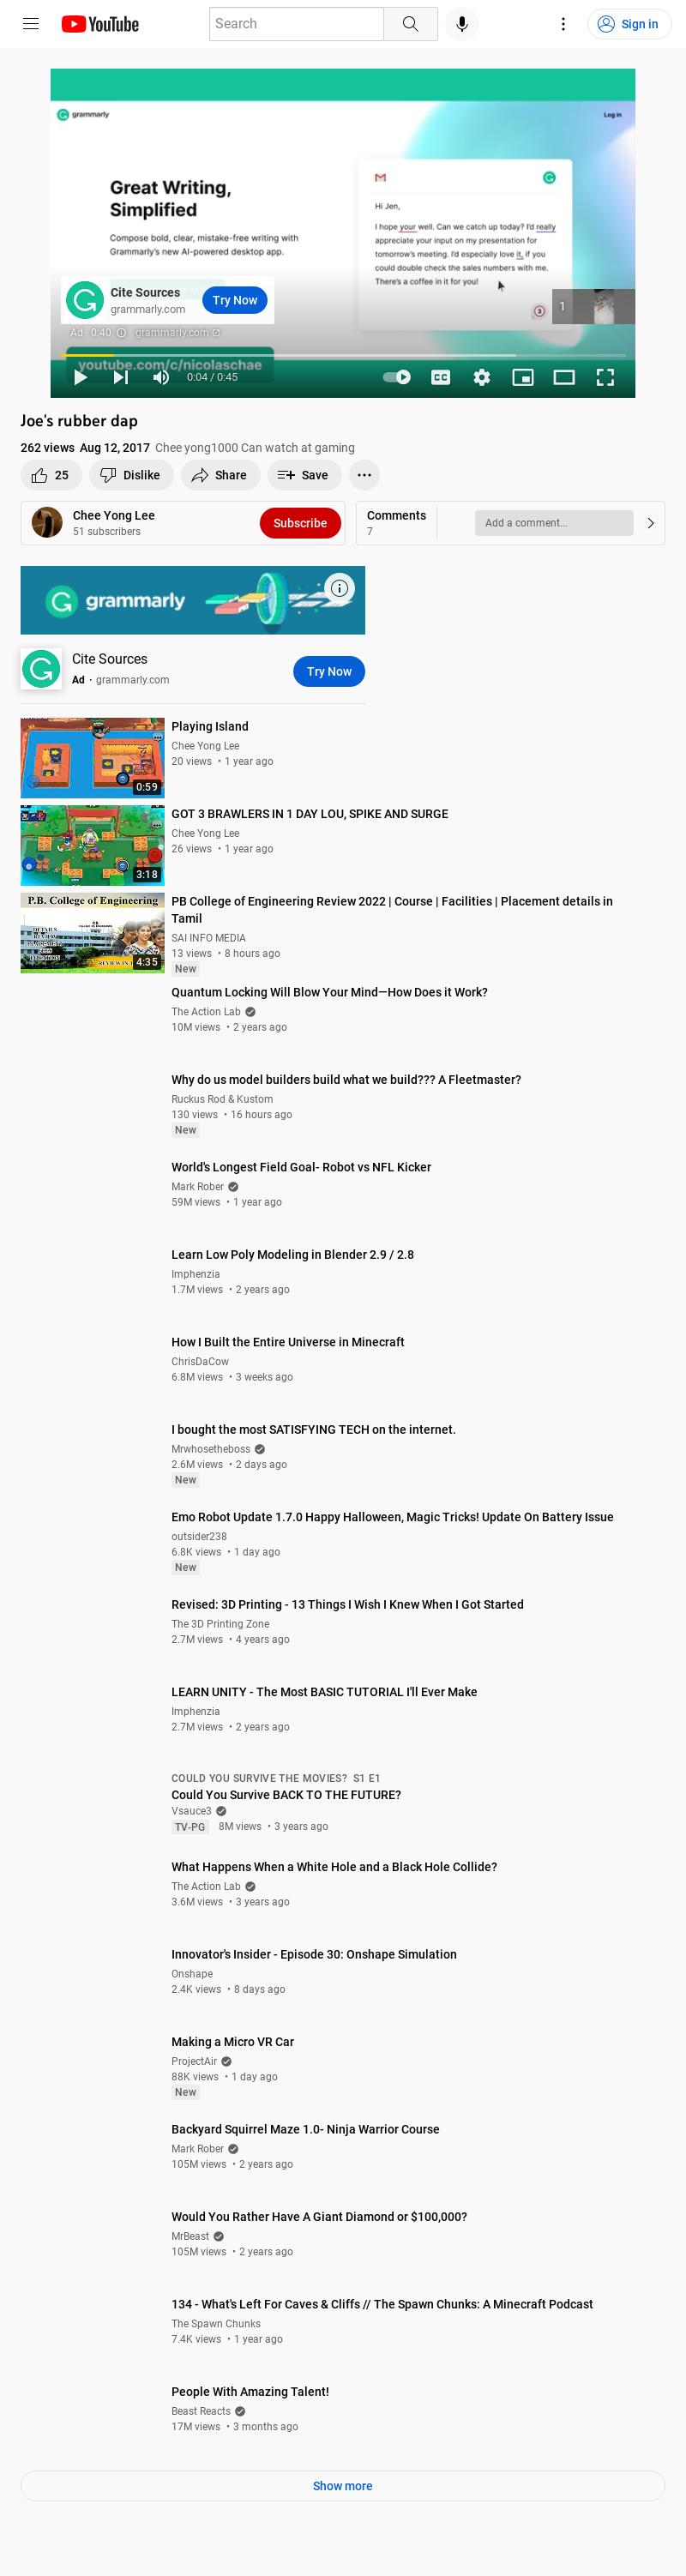 YouTube
Search
Sign in
grammarly
Log in
Great Writing,
Simplified
Compose bold, clear, mistake-free writing with
Grammarly's new AI-powered desktop app.
Hi Jen,
I hope your well. Can we catch up today? I'd really
appreciate your input on my presentation for
tomorrow's meeting. I'd especially love it, if you
could double check the sales numbers with me.
There's a coffee in it for you!
3
1
Cite Sources
grammarly.com
Try Now
Ad · 0:40
grammarly.com
youtube.com/c/nicolaschae
0:04 / 0:45
CC
Joe's rubber dap
262 views Aug 12, 2017 Chee yong1000 Can watch at gaming
25
Dislike
Share
Save
Chee Yong Lee
51 subscribers
Subscribe
Comments
7
Add a comment...
grammarly
Cite Sources
Ad · grammarly.com
Try Now
0:59
Playing Island
Chee Yong Lee
20 views • 1 year ago
3:18
GOT 3 BRAWLERS IN 1 DAY LOU, SPIKE AND SURGE
Chee Yong Lee
26 views • 1 year ago
P.B. College of Engineering
4:35
PB College of Engineering Review 2022 | Course | Facilities | Placement details in
Tamil
SAI INFO MEDIA
13 views • 8 hours ago
New
Quantum Locking Will Blow Your Mind—How Does it Work?
The Action Lab
10M views • 2 years ago
Why do us model builders build what we build??? A Fleetmaster?
Ruckus Rod & Kustom
130 views • 16 hours ago
New
World's Longest Field Goal- Robot vs NFL Kicker
Mark Rober
59M views • 1 year ago
Learn Low Poly Modeling in Blender 2.9 / 2.8
Imphenzia
1.7M views • 2 years ago
How I Built the Entire Universe in Minecraft
ChrisDaCow
6.8M views • 3 weeks ago
I bought the most SATISFYING TECH on the internet.
Mrwhosetheboss
2.6M views • 2 days ago
New
Emo Robot Update 1.7.0 Happy Halloween, Magic Tricks! Update On Battery Issue
outsider238
6.8K views • 1 day ago
New
Revised: 3D Printing - 13 Things I Wish I Knew When I Got Started
The 3D Printing Zone
2.7M views • 4 years ago
LEARN UNITY - The Most BASIC TUTORIAL I'll Ever Make
Imphenzia
2.7M views • 2 years ago
COULD YOU SURVIVE THE MOVIES? S1 E1
Could You Survive BACK TO THE FUTURE?
Vsauce3
TV-PG 8M views • 3 years ago
What Happens When a White Hole and a Black Hole Collide?
The Action Lab
3.6M views • 3 years ago
Innovator's Insider - Episode 30: Onshape Simulation
Onshape
2.4K views • 8 days ago
Making a Micro VR Car
ProjectAir
88K views • 1 day ago
New
Backyard Squirrel Maze 1.0- Ninja Warrior Course
Mark Rober
105M views • 2 years ago
Would You Rather Have A Giant Diamond or $100,000?
MrBeast
105M views • 2 years ago
134 - What's Left For Caves & Cliffs // The Spawn Chunks: A Minecraft Podcast
The Spawn Chunks
7.4K views • 1 year ago
People With Amazing Talent!
Beast Reacts
17M views • 3 months ago
Show more